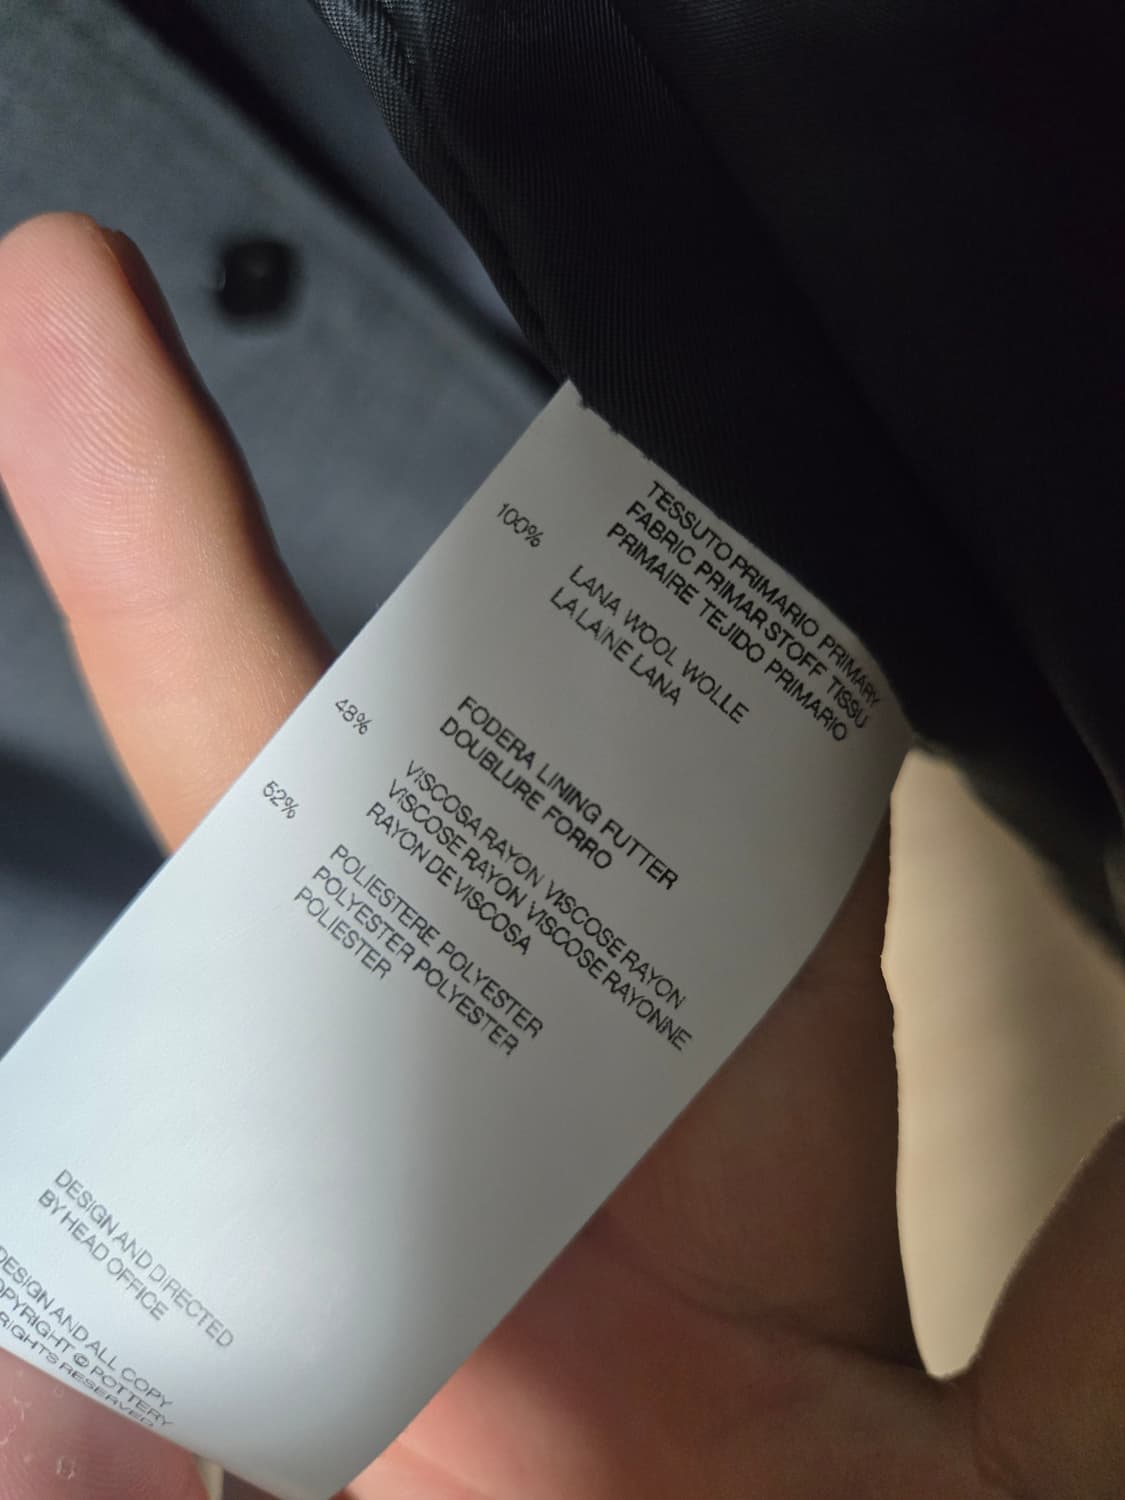 TESSUTO PRIMARIO PRIMARY
FABRIC PRIMAR STOFF TISSU
PRIMAIRE TEJIDO PRIMARIO
100% LANA WOOL WOLLE
LA LAINE LANA
FODERA LINING FUTTER
DOUBLURE FORRO
48% VISCOSA RAYON VISCOSE RAYON
VISCOSE RAYON VISCOSE RAYONNE
RAYON DE VISCOSA
52% POLIESTERE POLYESTER
POLYESTER POLYESTER
POLIESTER
DESIGN AND DIRECTED
BY HEAD OFFICE
DESIGN AND ALL COPY
OPYRIGHT © POTTERY
RIGHTS RESERVED